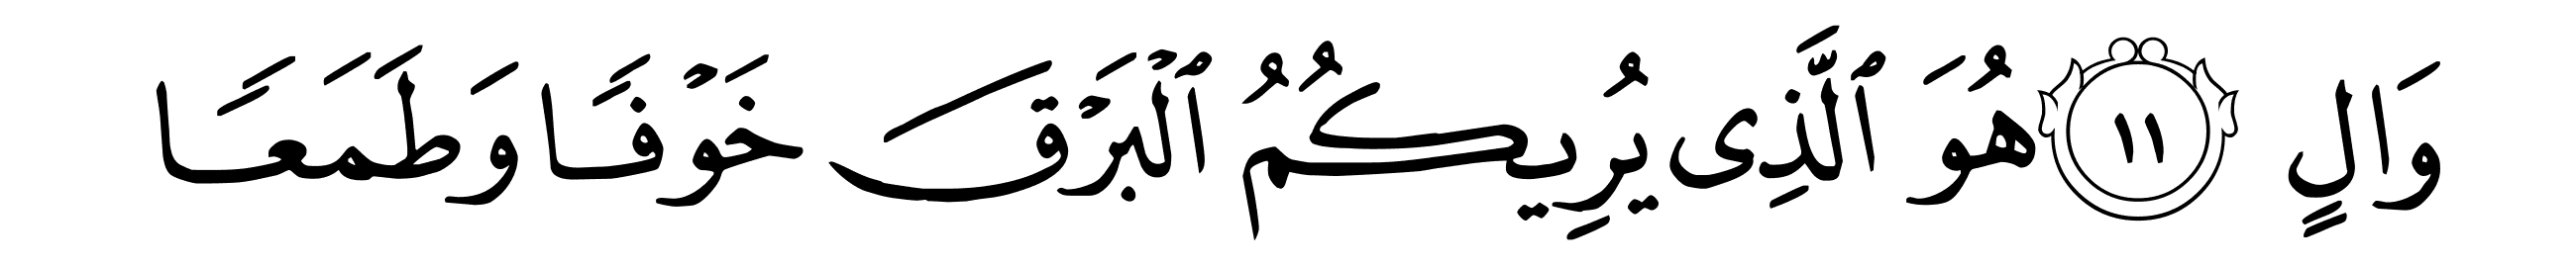 وَالٍ ۝١١ هُوَ ٱلَّذِى يُرِيكُمُ ٱلْبَرْقَ خَوْفًا وَطَمَعًا